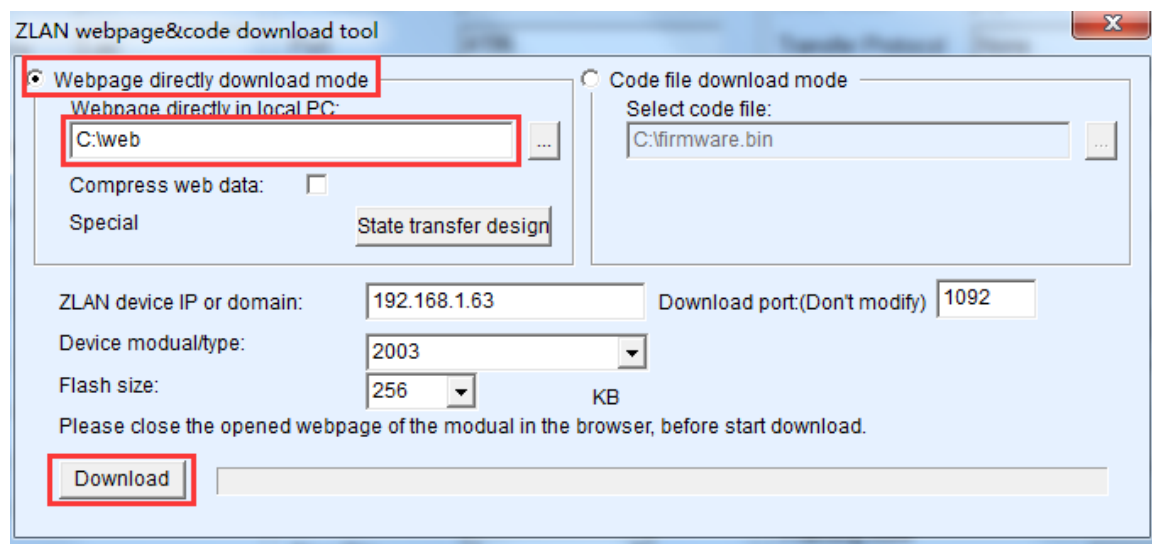 ZLAN webpage&code download tool
Webpage directly download mode
Webpage directly in local PC:
C:\web
...
Compress web data:
Special
State transfer design
Code file download mode
Select code file:
C:\firmware.bin
...
ZLAN device IP or domain:
192.168.1.63
Download port:(Don't modify)
1092
Device modual/type:
2003
Flash size:
256
KB
Please close the opened webpage of the modual in the browser, before start download.
Download